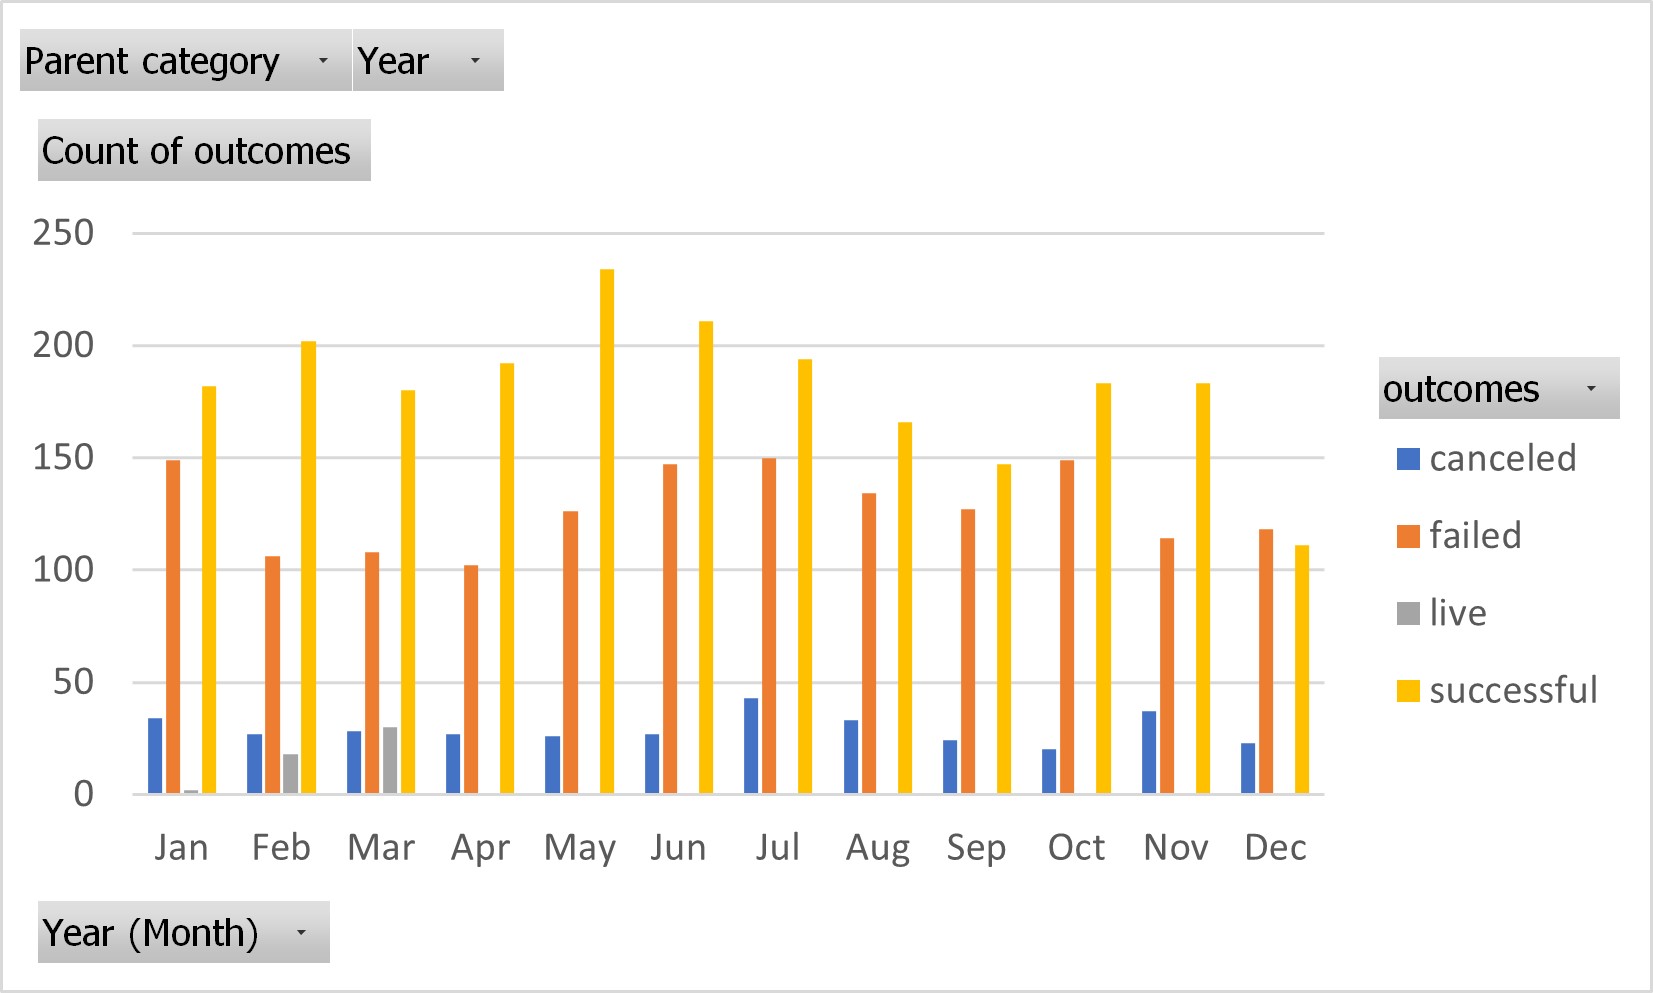 Parent category Year
Count of outcomes
250
200
150
100
50
0
Jan Feb Mar Apr May Jun Jul Aug Sep Oct Nov Dec
Year (Month)
outcomes
canceled
failed
live
successful